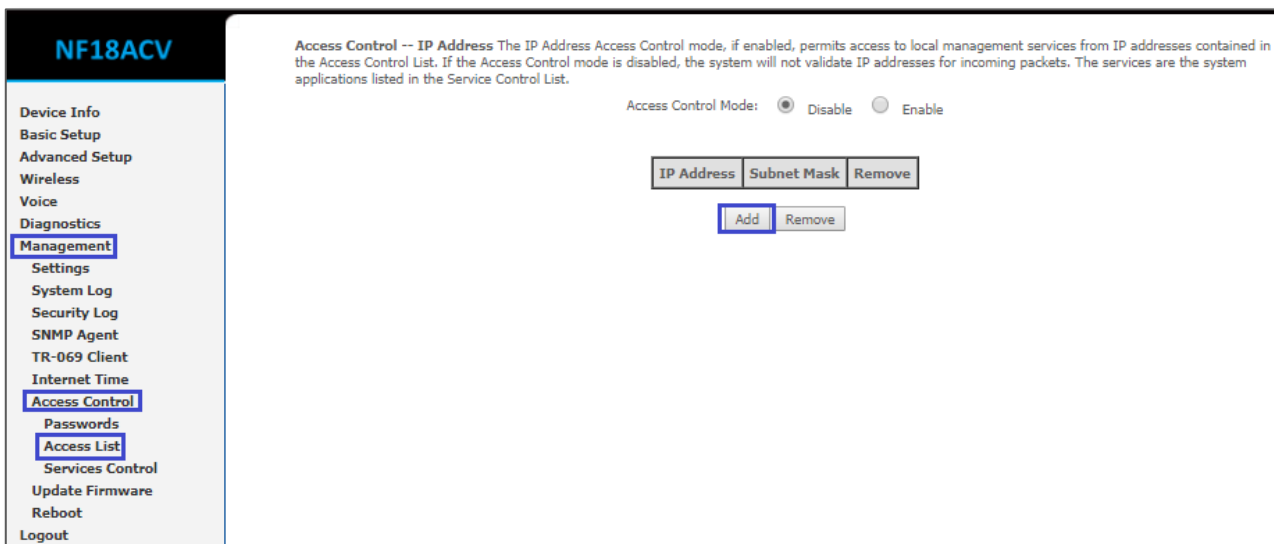 NF18ACV
Device Info
Basic Setup
Advanced Setup
Wireless
Voice
Diagnostics
Management
Settings
System Log
Security Log
SNMP Agent
TR-069 Client
Internet Time
Access Control
Passwords
Access List
Services Control
Update Firmware
Reboot
Logout
Access Control -- IP Address The IP Address Access Control mode, if enabled, permits access to local management services from IP addresses contained in
the Access Control List. If the Access Control mode is disabled, the system will not validate IP addresses for incoming packets. The services are the system
applications listed in the Service Control List.
Access Control Mode: Disable Enable
IP Address Subnet Mask Remove
Add Remove